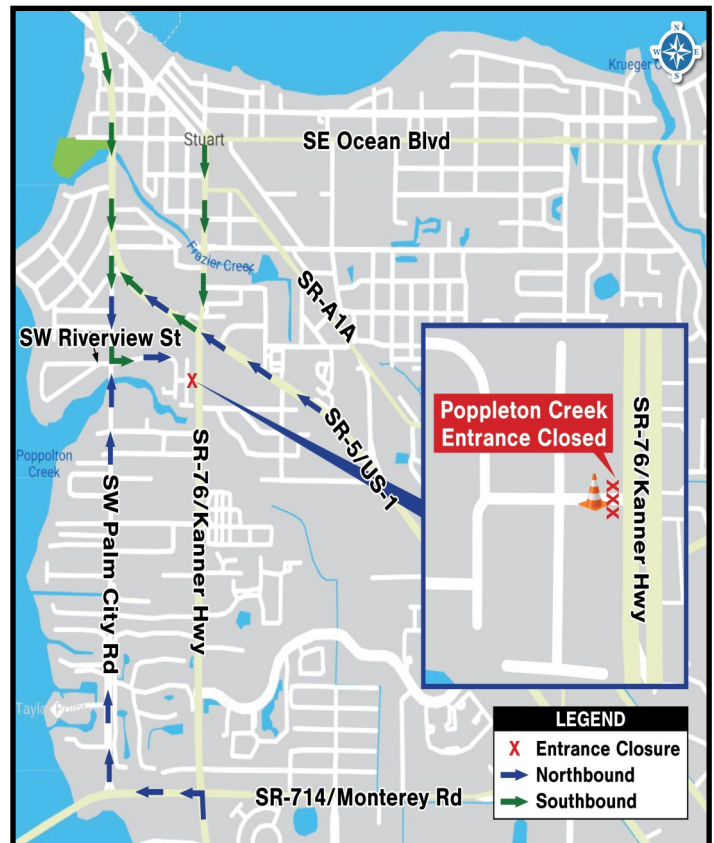 N
W E
S
Krueger C
Stuart
SE Ocean Blvd
Frazier Creek
SR-A1A
SW Riverview St
X
Poppolton
Creek
SR-5/US-1
SW Palm City Rd
SR-76/Kanner Hwy
Poppleton Creek
Entrance Closed
XXX
SR-76/Kanner Hwy
SR-714/Monterey Rd
LEGEND
X Entrance Closure
Northbound
Southbound